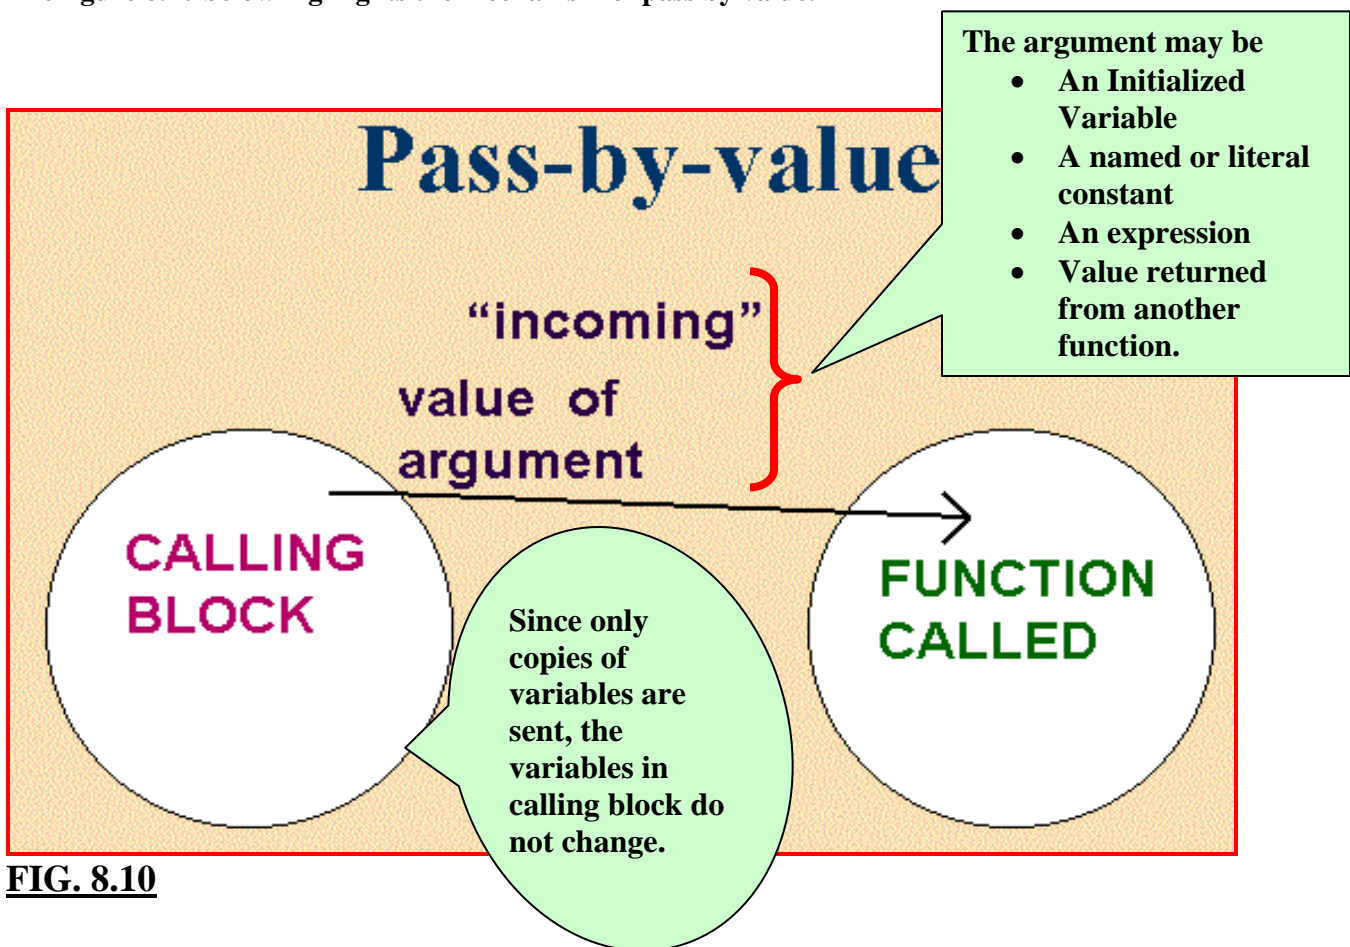 The argument may be
• An Initialized
Variable
• A named or literal
constant
• An expression
• Value returned
from another
function.
Pass-by-value
“incoming”
value of
argument
CALLING
BLOCK
FUNCTION
CALLED
Since only
copies of
variables are
sent, the
variables in
calling block do
not change.
FIG. 8.10